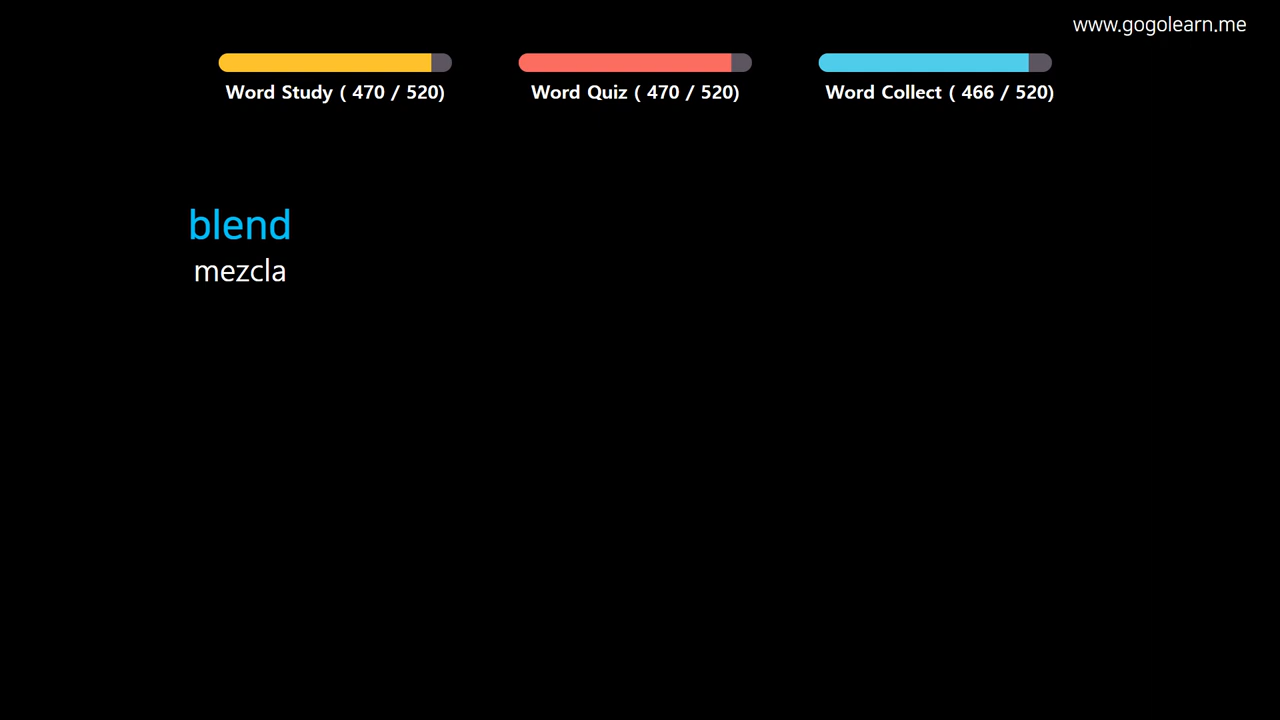 www.gogolearn.me
Word Study ( 470 / 520)
Word Quiz ( 470 / 520)
Word Collect ( 466 / 520)
blend
mezcla